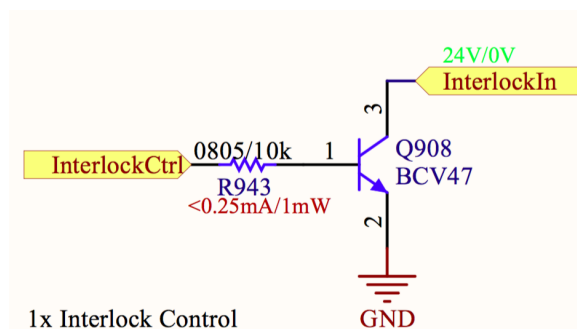 24V/0V
InterlockIn
3
InterlockCtrl
0805/10k
1
Q908
R943
BCV47
<0.25mA/1mW
2
1x Interlock Control
GND